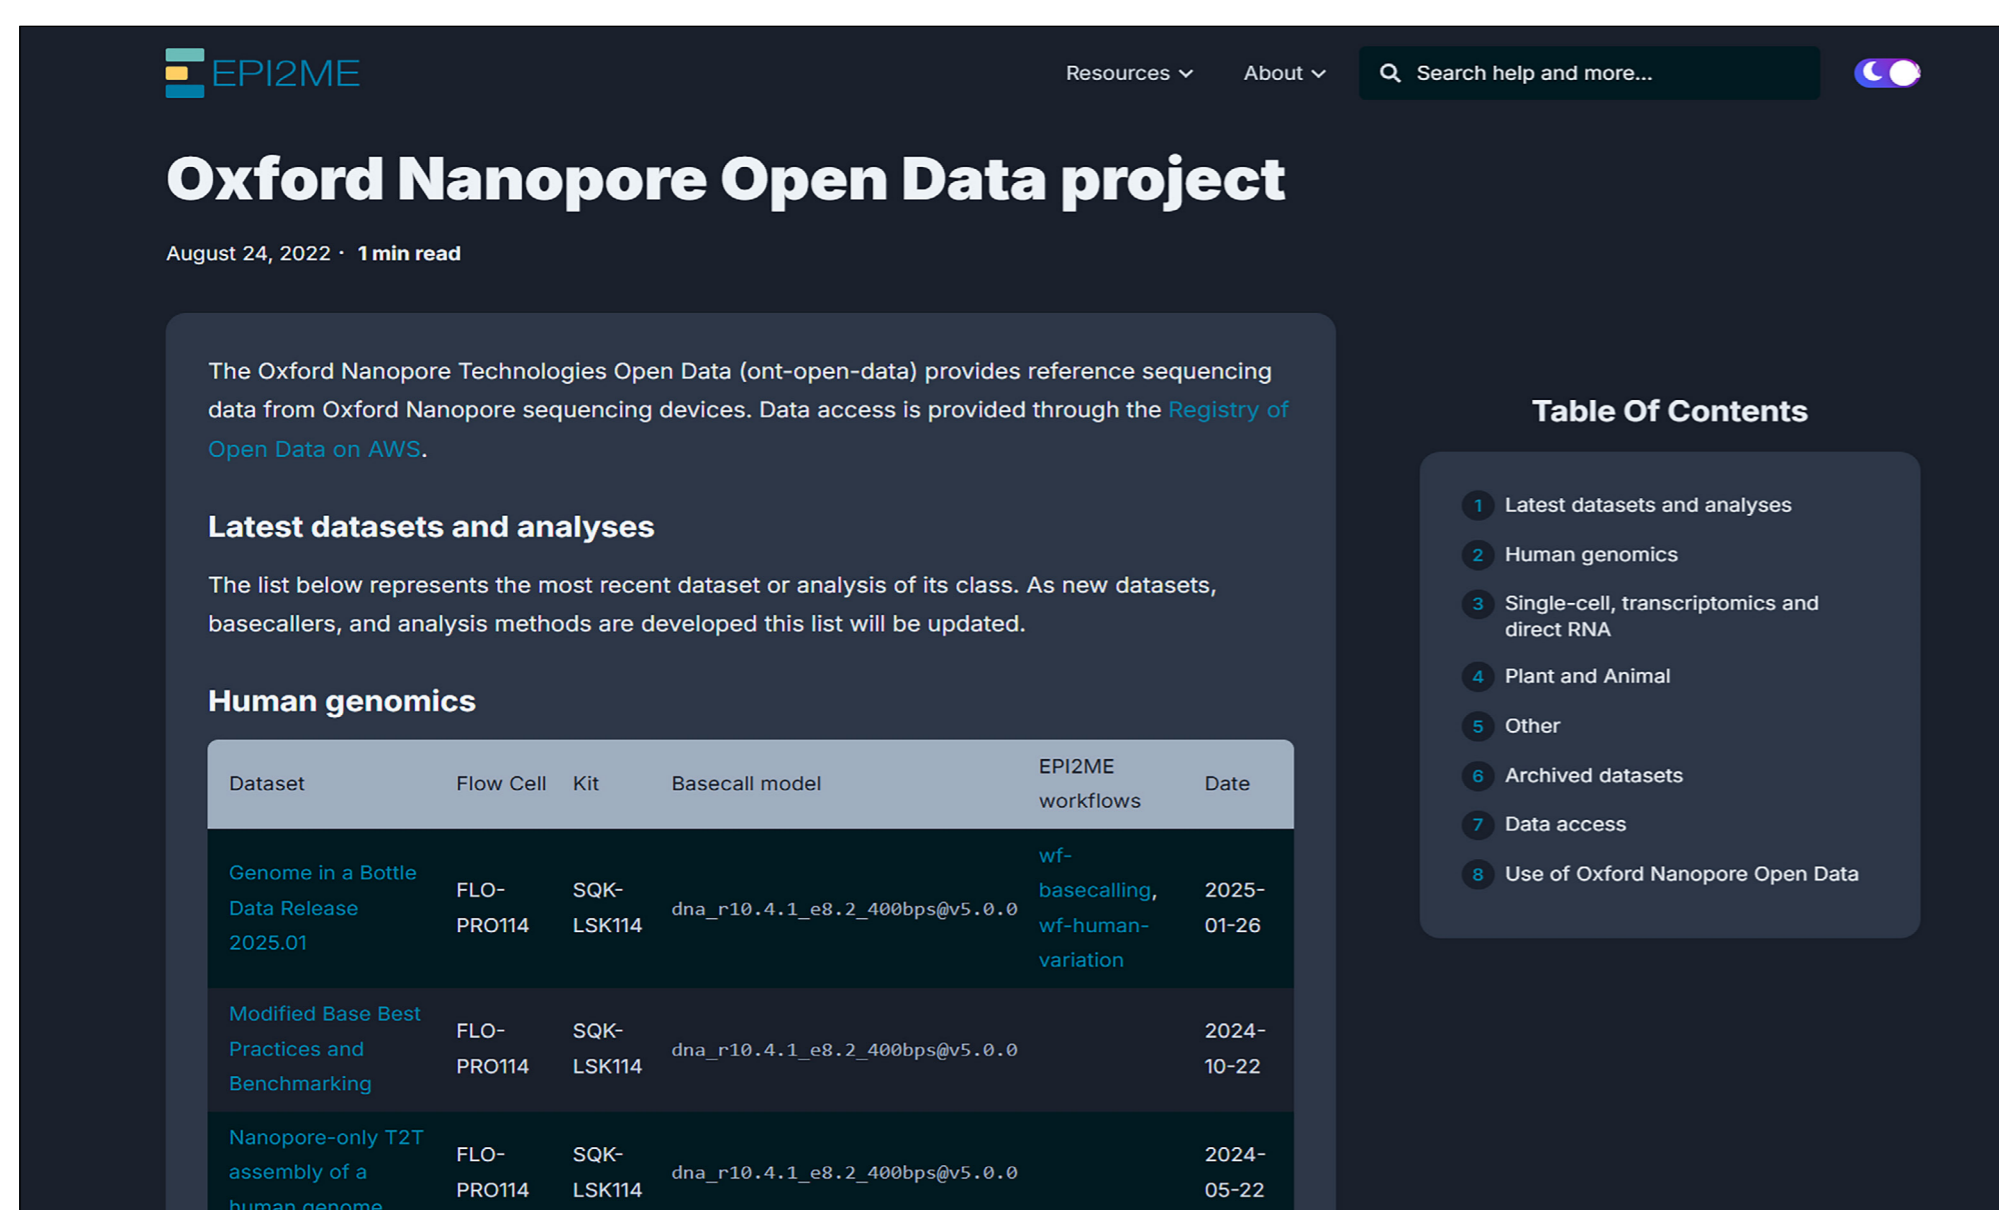 EPI2ME
Resources
About
Search help and more...
Oxford Nanopore Open Data project
August 24, 2022 · 1 min read
The Oxford Nanopore Technologies Open Data (ont-open-data) provides reference sequencing
data from Oxford Nanopore sequencing devices. Data access is provided through the Registry of
Open Data on AWS.
Latest datasets and analyses
The list below represents the most recent dataset or analysis of its class. As new datasets,
basecallers, and analysis methods are developed this list will be updated.
Human genomics
Dataset Flow Cell Kit Basecall model EPI2ME workflows Date
Genome in a Bottle Data Release 2025.01 FLO-PRO114 SQK-LSK114 dna_r10.4.1_e8.2_400bps@v5.0.0 wf-basecalling, wf-human-variation 2025-01-26
Modified Base Best Practices and Benchmarking FLO-PRO114 SQK-LSK114 dna_r10.4.1_e8.2_400bps@v5.0.0 2024-10-22
Nanopore-only T2T assembly of a human genome FLO-PRO114 SQK-LSK114 dna_r10.4.1_e8.2_400bps@v5.0.0 2024-05-22
Table Of Contents
1 Latest datasets and analyses
2 Human genomics
3 Single-cell, transcriptomics and
direct RNA
4 Plant and Animal
5 Other
6 Archived datasets
7 Data access
8 Use of Oxford Nanopore Open Data